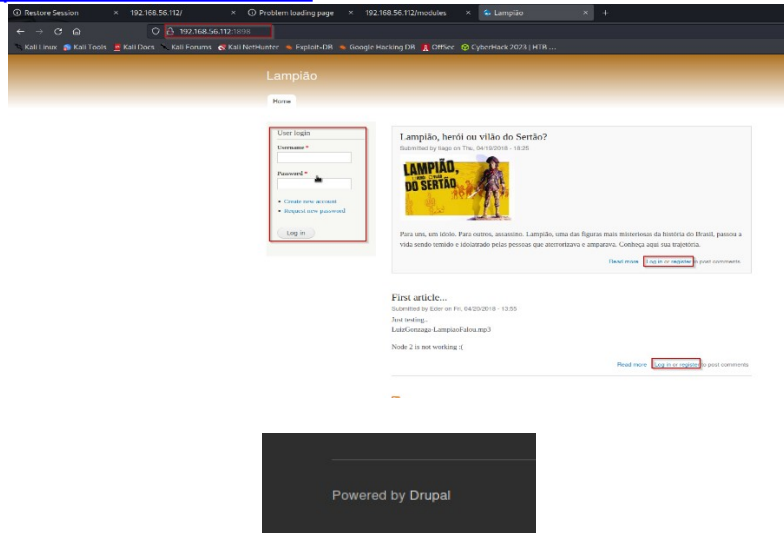 Restore Session
192.168.56.112/
Problem loading page
192.168.56.112/modules
Lampião
192.168.56.112:1898
Kali Linux
Kali Tools
Kali Docs
Kali Forums
Kali NetHunter
Exploit-DB
Google Hacking DB
OffSec
CyberHack 2023 | HTB ...
Lampião
Home
User login
Username *
Password *
Create new account
Request new password
Log in
Lampião, herói ou vilão do Sertão?
Submitted by tiago on Thu, 04/19/2018 - 18:25
LAMPIÃO,
DO SERTÃO
Para uns, um ídolo. Para outros, assassino. Lampião, uma das figuras mais misteriosas da história do Brasil, passou a
vida sendo temido e idolatrado pelas pessoas que aterrorizava e amparava. Conheça aqui sua trajetória.
Read more Log in or register to post comments
First article...
Submitted by Eder on Fri, 04/20/2018 - 13:55
Just testing..
LuizGonzaga-LampiaoFalou.mp3
Node 2 is not working :(
Read more Log in or register to post comments
Powered by Drupal